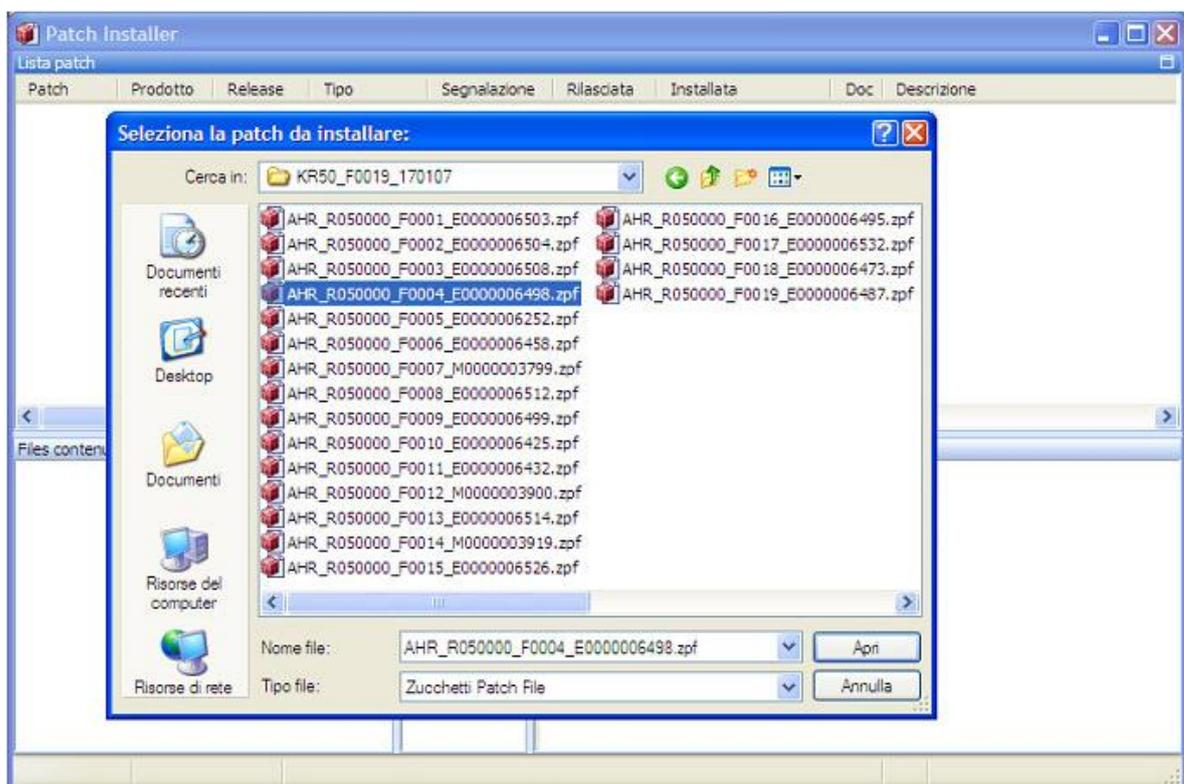 Patch Installer
Lista patch
Patch Prodotto Release Tipo Segnalazione Rilasciata Installata Doc Descrizione
Seleziona la patch da installare:
Cerca in: KR50_F0019_170107
AHR_R050000_F0001_E0000006503.zpf AHR_R050000_F0016_E0000006495.zpf
AHR_R050000_F0002_E0000006504.zpf AHR_R050000_F0017_E0000006532.zpf
AHR_R050000_F0003_E0000006508.zpf AHR_R050000_F0018_E0000006473.zpf
AHR_R050000_F0004_E0000006498.zpf AHR_R050000_F0019_E0000006487.zpf
AHR_R050000_F0005_E0000006252.zpf
AHR_R050000_F0006_E0000006458.zpf
AHR_R050000_F0007_M0000003799.zpf
AHR_R050000_F0008_E0000006512.zpf
AHR_R050000_F0009_E0000006499.zpf
AHR_R050000_F0010_E0000006425.zpf
AHR_R050000_F0011_E0000006432.zpf
AHR_R050000_F0012_M0000003900.zpf
AHR_R050000_F0013_E0000006514.zpf
AHR_R050000_F0014_M0000003919.zpf
AHR_R050000_F0015_E0000006526.zpf
Documenti
recenti
Desktop
Documenti
Risorse del
computer
Risorse di rete
Files contenu
Nome file: AHR_R050000_F0004_E0000006498.zpf Apri
Tipo file: Zucchetti Patch File Annulla